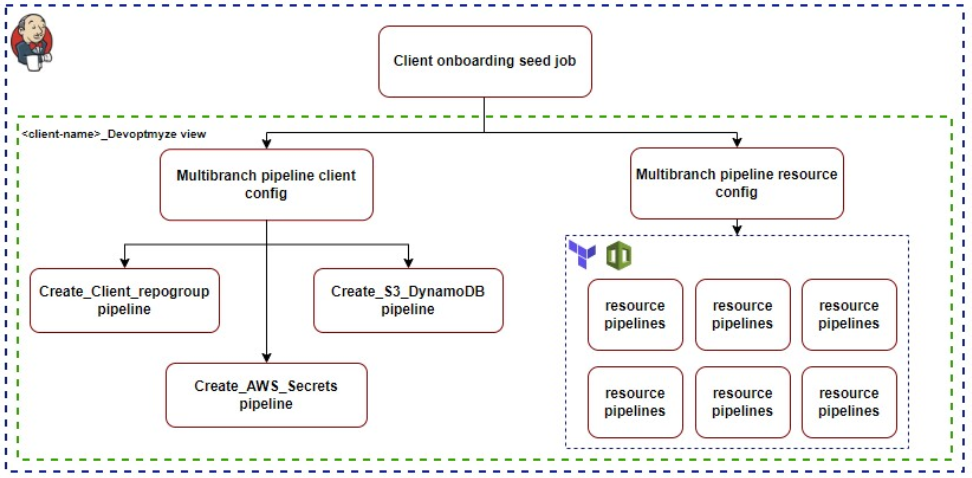 Client onboarding seed job
<client-name>_Devoptmyze view
Multibranch pipeline client
config
Multibranch pipeline resource
config
Create_Client_repogroup
pipeline
Create_S3_DynamoDB
pipeline
Create_AWS_Secrets
pipeline
resource
pipelines
resource
pipelines
resource
pipelines
resource
pipelines
resource
pipelines
resource
pipelines